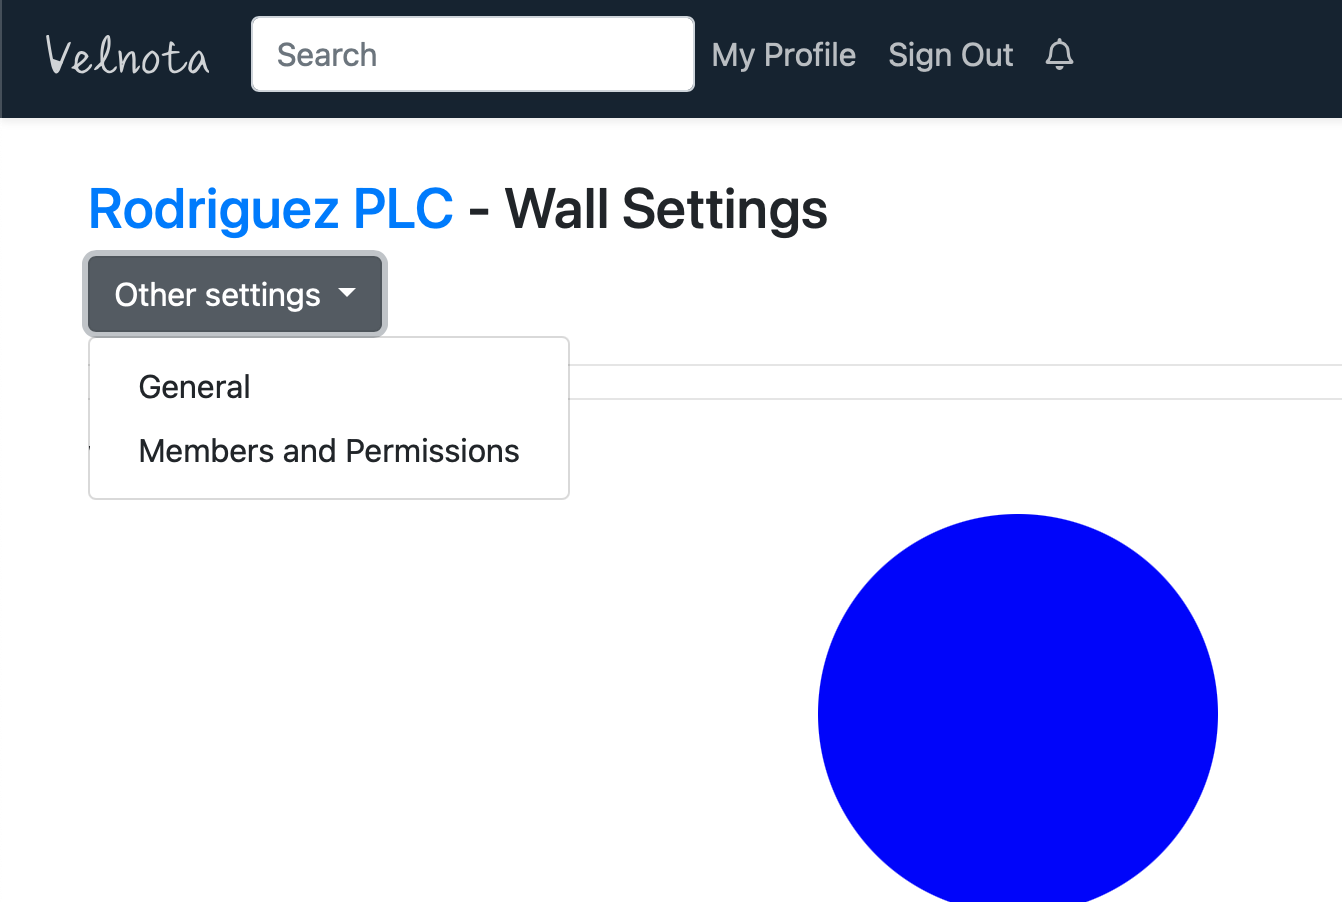 Velnota Search My Profile Sign Out
Rodriguez PLC - Wall Settings
Other settings
General
Members and Permissions